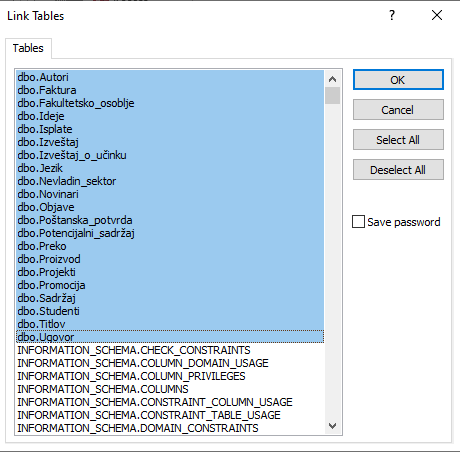 Link Tables
Tables
dbo.Autori
dbo.Faktura
dbo.Fakultetsko_osoblje
dbo.Ideje
dbo.Isplate
dbo.Izveštaj
dbo.Izveštaj_o_učinku
dbo.Jezik
dbo.Nevladin_sektor
dbo.Novinari
dbo.Objave
dbo.Poštanska_potvrda
dbo.Potencijalni_sadržaj
dbo.Preko
dbo.Proizvod
dbo.Projekti
dbo.Promocija
dbo.Sadržaj
dbo.Studenti
dbo.Titlov
dbo.Ugovor
INFORMATION_SCHEMA.CHECK_CONSTRAINTS
INFORMATION_SCHEMA.COLUMN_DOMAIN_USAGE
INFORMATION_SCHEMA.COLUMN_PRIVILEGES
INFORMATION_SCHEMA.COLUMNS
INFORMATION_SCHEMA.CONSTRAINT_COLUMN_USAGE
INFORMATION_SCHEMA.CONSTRAINT_TABLE_USAGE
INFORMATION_SCHEMA.DOMAIN_CONSTRAINTS
OK
Cancel
Select All
Deselect All
Save password